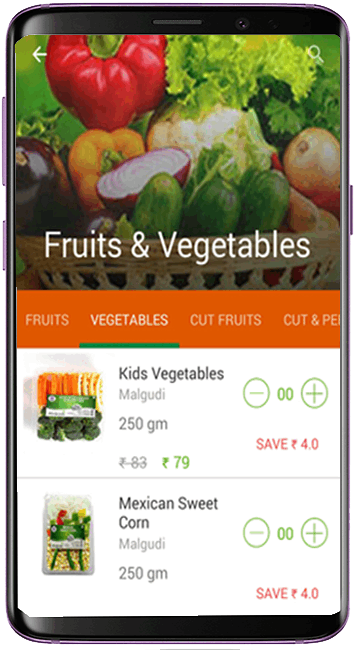 Fruits & Vegetables
FRUITS VEGETABLES CUT FRUITS CUT & PE
Kids Vegetables
Malgudi
00
250 gm
SAVE ₹ 4.0
₹ 83 ₹ 79
Mexican Sweet
Corn
Malgudi
00
250 gm
SAVE ₹ 4.0